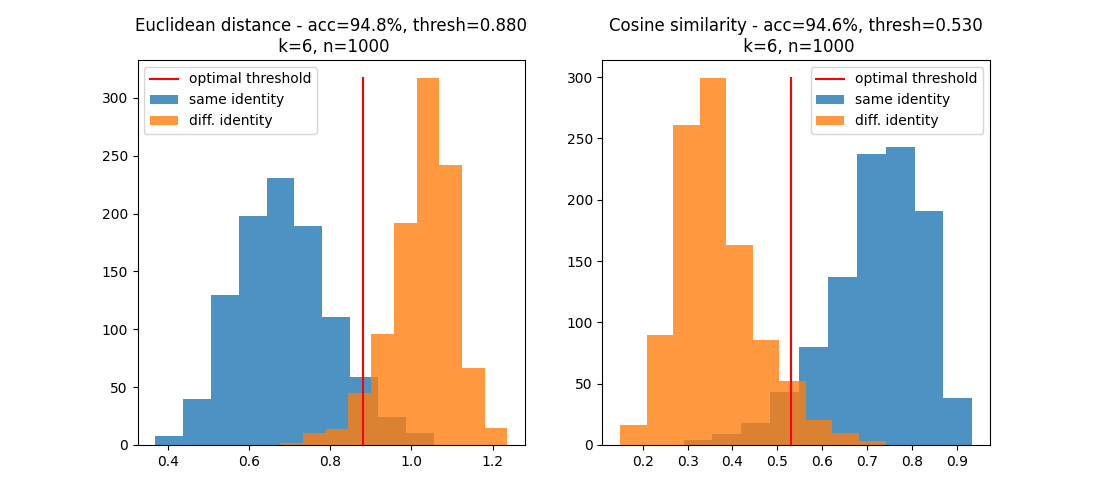 Euclidean distance - acc=94.8%, thresh=0.880
k=6, n=1000
optimal threshold
same identity
diff. identity
300
250
200
150
100
50
0
0.4 0.6 0.8 1.0 1.2
Cosine similarity - acc=94.6%, thresh=0.530
k=6, n=1000
optimal threshold
same identity
diff. identity
300
250
200
150
100
50
0
0.2 0.3 0.4 0.5 0.6 0.7 0.8 0.9